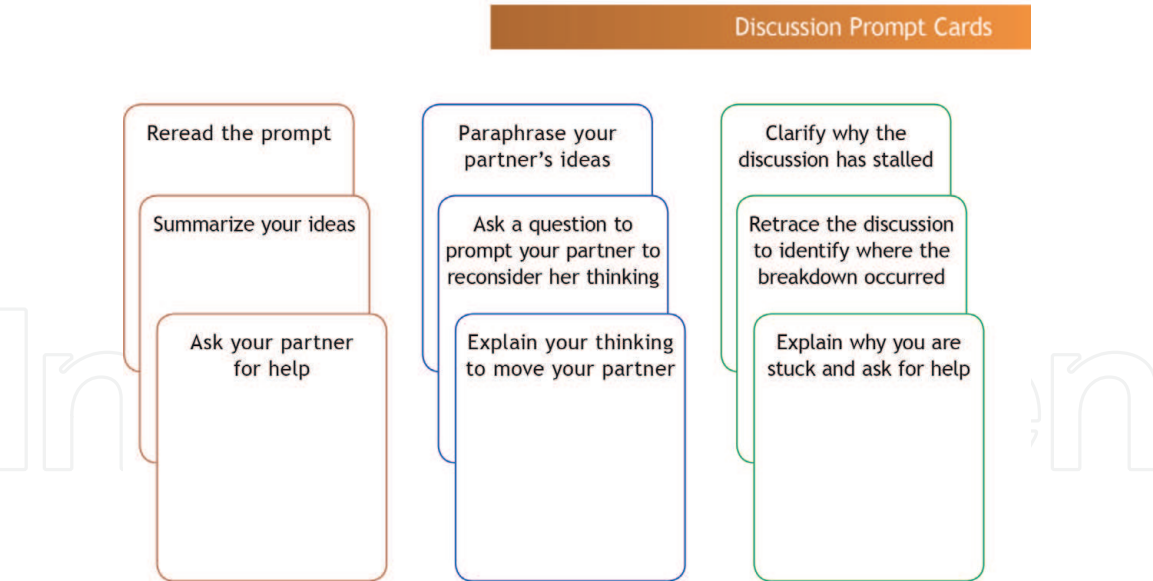 Discussion Prompt Cards
Reread the prompt
Summarize your ideas
Ask your partner
for help
Paraphrase your
partner's ideas
Ask a question to
prompt your partner to
reconsider her thinking
Explain your thinking
to move your partner
Clarify why the
discussion has stalled
Retrace the discussion
to identify where the
breakdown occurred
Explain why you are
stuck and ask for help